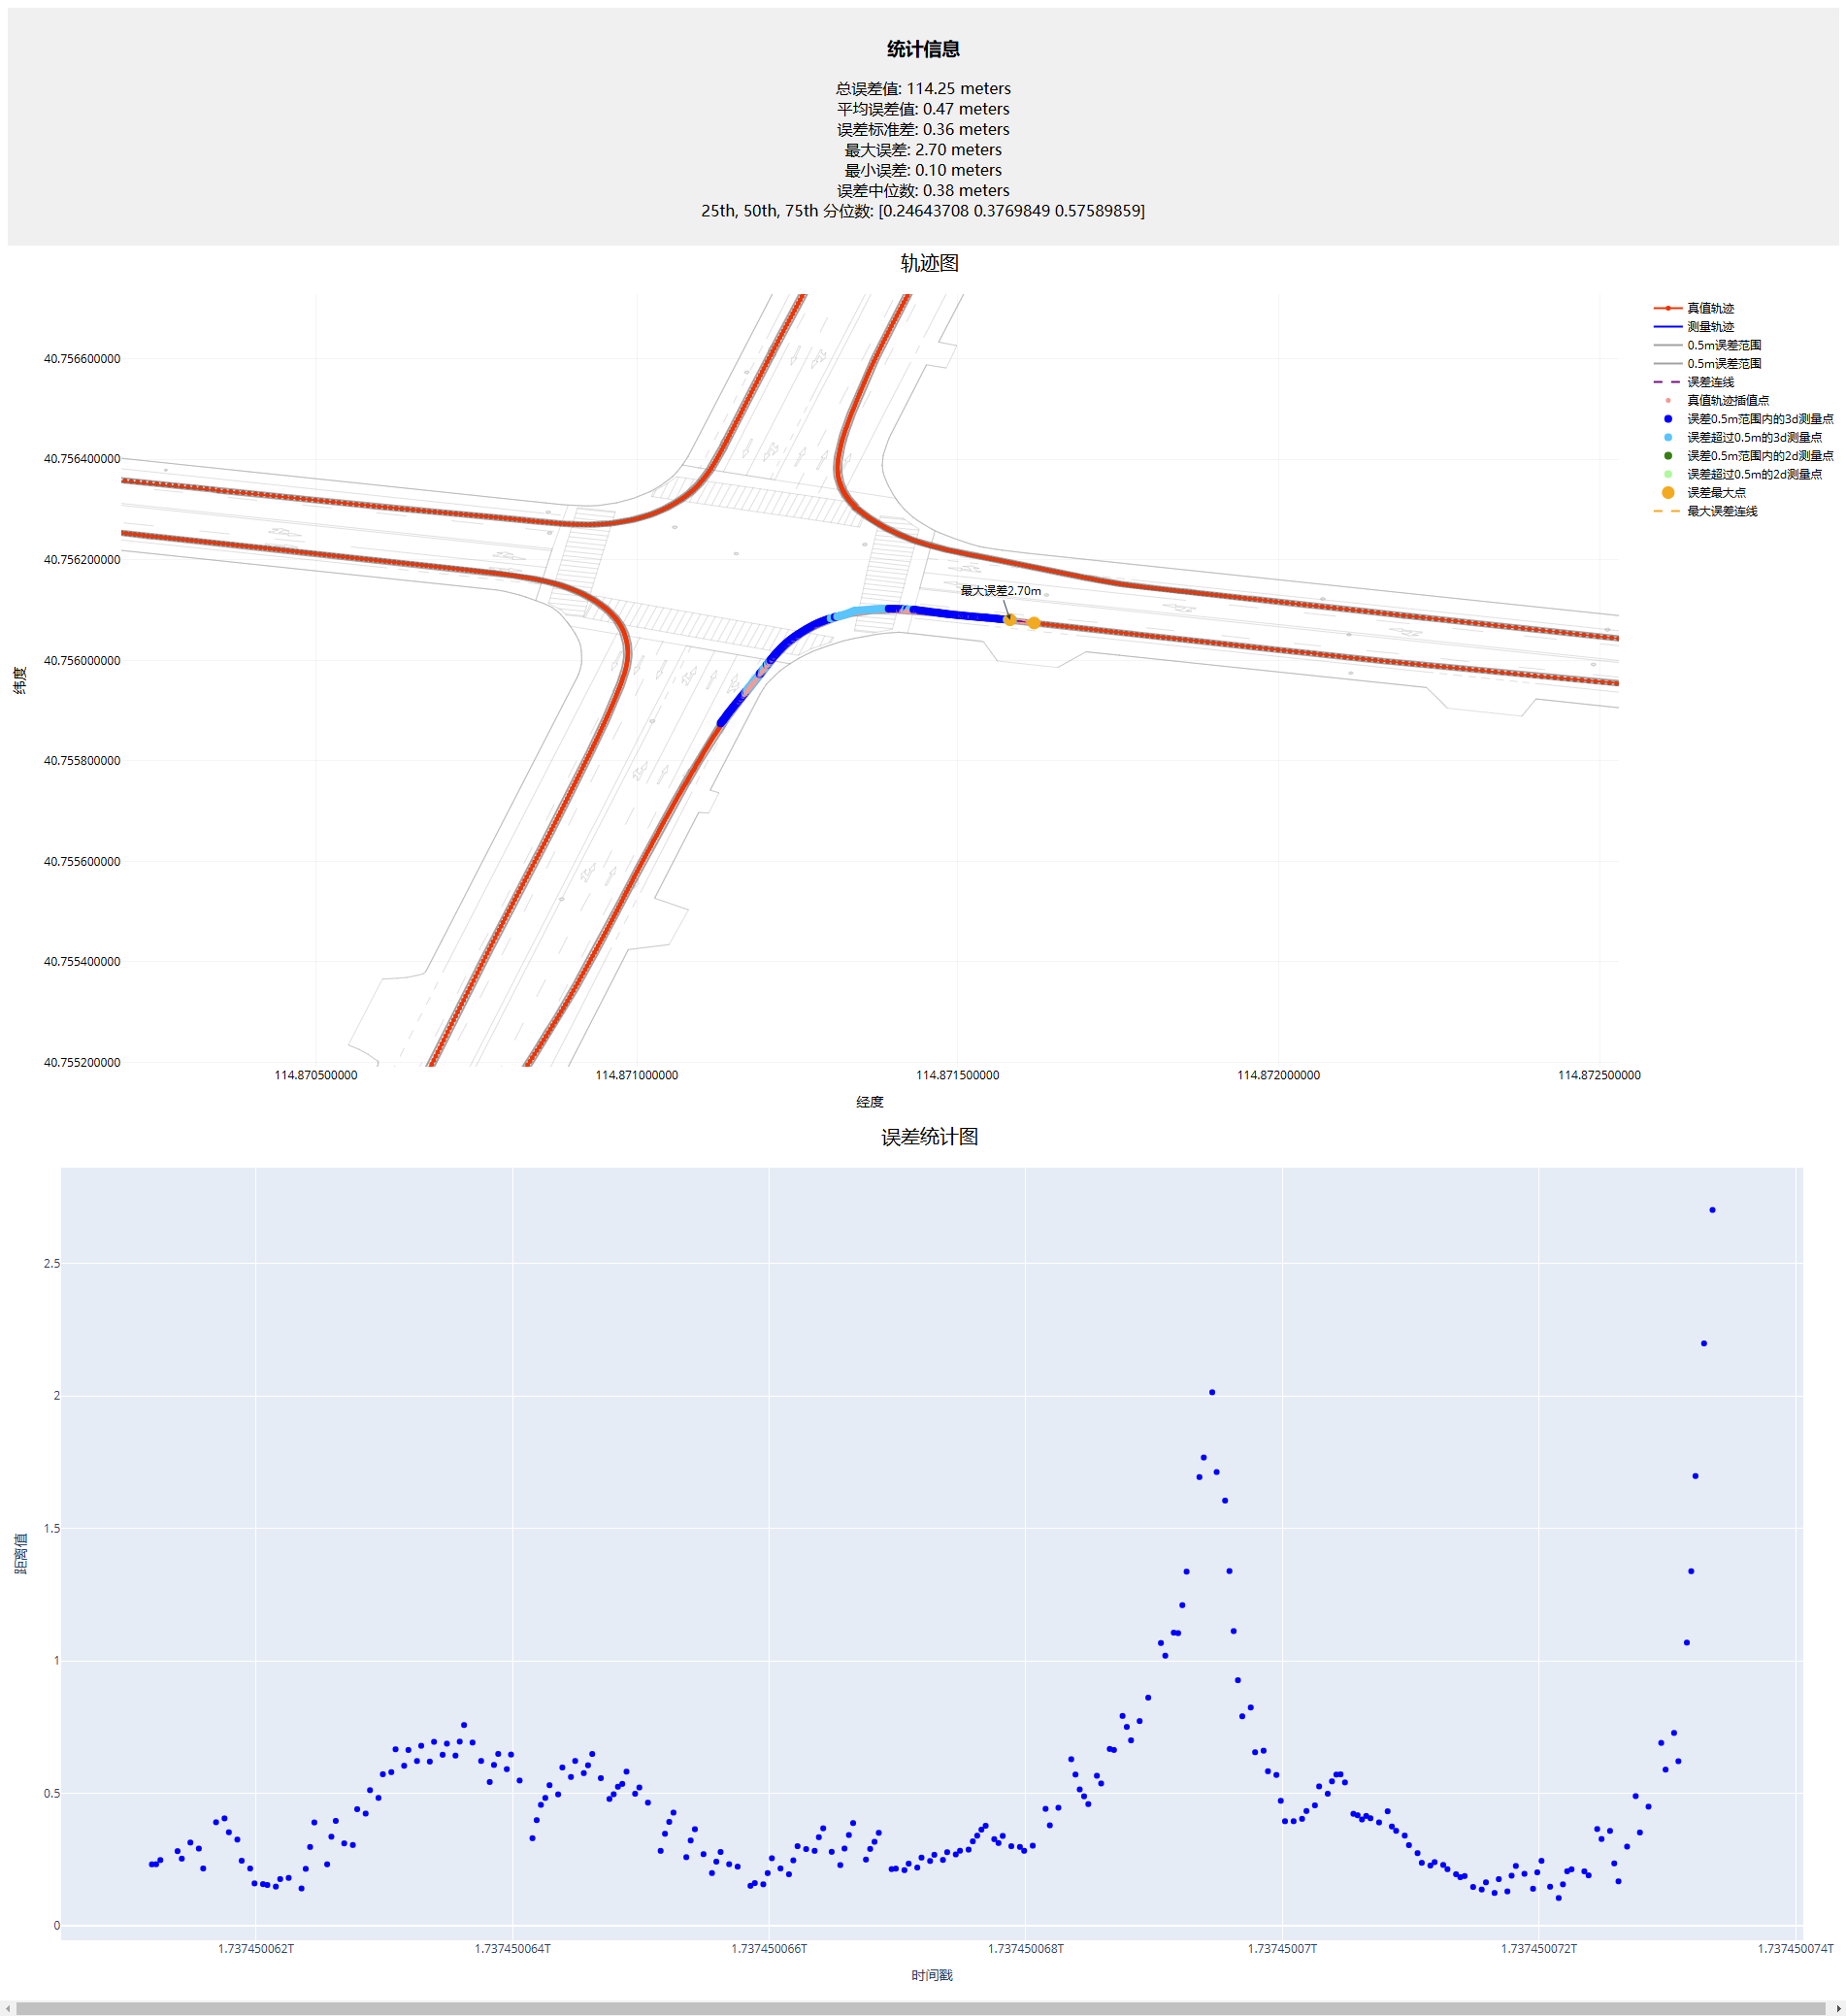 统计信息
总误差值: 114.25 meters
平均误差值: 0.47 meters
误差标准差: 0.36 meters
最大误差: 2.70 meters
最小误差: 0.10 meters
误差中位数: 0.38 meters
25th, 50th, 75th 分位数: [0.24643708 0.3769849 0.57589859]
轨迹图
真值轨迹
测量轨迹
0.5m误差范围
0.5m误差范围
误差连线
真值轨迹插值点
误差0.5m范围内的3d测量点
误差超过0.5m的3d测量点
误差0.5m范围内的2d测量点
误差超过0.5m的2d测量点
误差最大点
最大误差连线
40.756600000
40.756400000
40.756200000
40.756000000
40.755800000
40.755600000
40.755400000
40.755200000
纬度
最大误差2.70m
114.870500000
114.871000000
114.871500000
114.872000000
114.872500000
经度
误差统计图
2.5
2
1.5
1
0.5
0
距离值
1.737450062T
1.737450064T
1.737450066T
1.737450068T
1.73745007T
1.737450072T
1.737450074T
时间戳